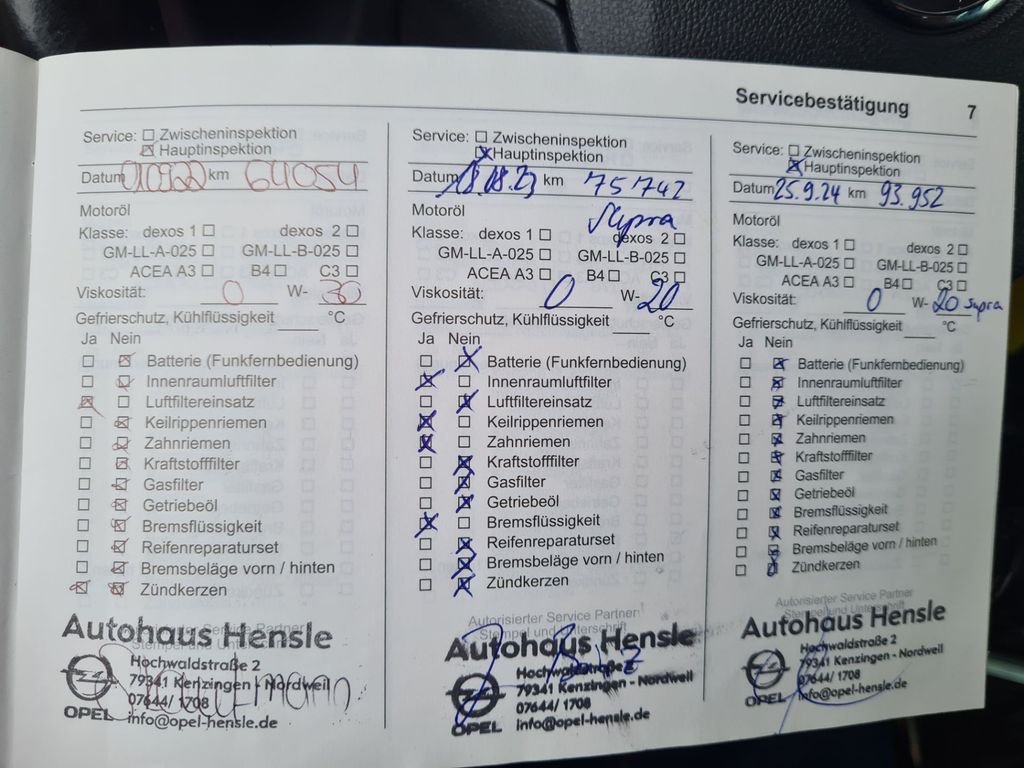 Servicebestätigung 7
Service: Zwischeninspektion
Hauptinspektion
Datum km 64054
Motoröl
Klasse: dexos 1 dexos 2
GM-LL-A-025 GM-LL-B-025
ACEA A3 B4 C3
Viskosität: 0 W- 30
Gefrierschutz, Kühlflüssigkeit °C
Ja Nein
Batterie (Funkfernbedienung)
Innenraumluftfilter
Luftfiltereinsatz
Keilrippenriemen
Zahnriemen
Kraftstofffilter
Gasfilter
Getriebeöl
Bremsflüssigkeit
Reifenreparaturset
Bremsbeläge vorn / hinten
Zündkerzen
Autorisierter Service Partner
Stempel und Unterschrift
Autohaus Hensle
Hochwaldstraße 2
79341 Kenzingen - Nordweil
07644/ 1708
OPEL info@opel-hensle.de
Service: Zwischeninspektion
Hauptinspektion
Datum 18.08.23 km 75742
Motoröl Supra
Klasse: dexos 1 dexos 2
GM-LL-A-025 GM-LL-B-025
ACEA A3 B4 C3
Viskosität: 0 W- 20
Gefrierschutz, Kühlflüssigkeit °C
Ja Nein
Batterie (Funkfernbedienung)
Innenraumluftfilter
Luftfiltereinsatz
Keilrippenriemen
Zahnriemen
Kraftstofffilter
Gasfilter
Getriebeöl
Bremsflüssigkeit
Reifenreparaturset
Bremsbeläge vorn / hinten
Zündkerzen
Autorisierter Service Partner
Stempel und Unterschrift
Autohaus Hensle
Hochwaldstraße 2
79341 Kenzingen - Nordweil
07644/ 1708
OPEL info@opel-hensle.de
Service: Zwischeninspektion
Hauptinspektion
Datum 25.9.24 km 93.952
Motoröl
Klasse: dexos 1 dexos 2
GM-LL-A-025 GM-LL-B-025
ACEA A3 B4 C3
Viskosität: 0 W- 20 Supra
Gefrierschutz, Kühlflüssigkeit °C
Ja Nein
Batterie (Funkfernbedienung)
Innenraumluftfilter
Luftfiltereinsatz
Keilrippenriemen
Zahnriemen
Kraftstofffilter
Gasfilter
Getriebeöl
Bremsflüssigkeit
Reifenreparaturset
Bremsbeläge vorn / hinten
Zündkerzen
Autorisierter Service Partner
Stempel und Unterschrift
Autohaus Hensle
Hochwaldstraße 2
79341 Kenzingen - Nordweil
07644/ 1708
OPEL info@opel-hensle.de